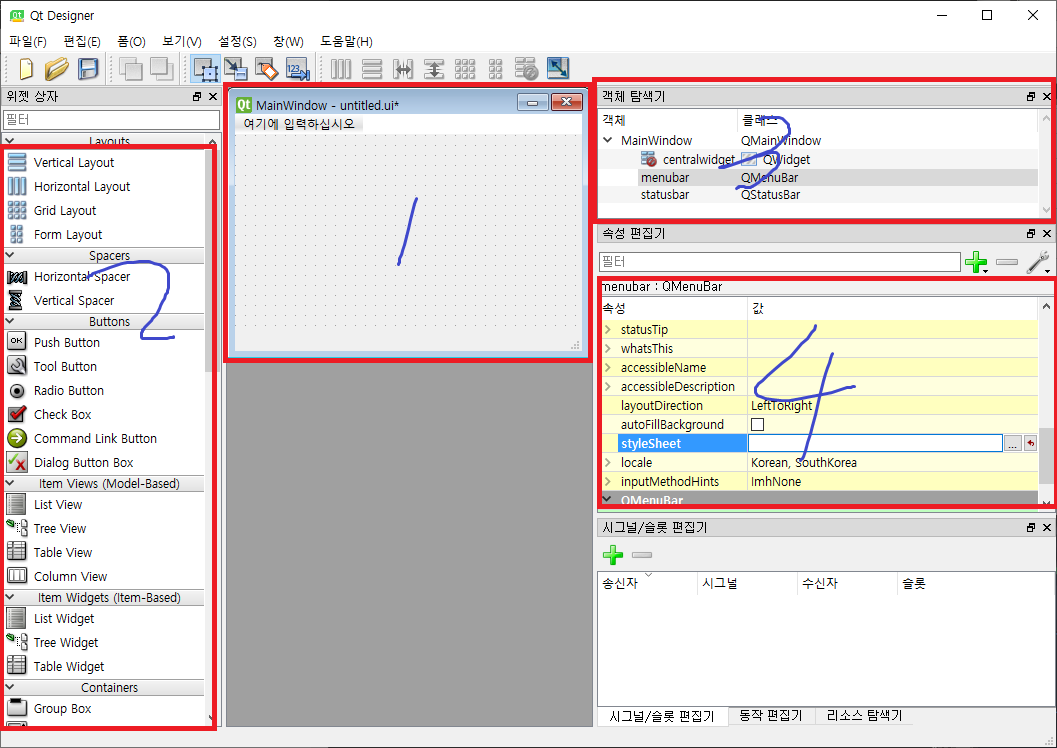 Qt Designer
파일(F) 편집(E) 폼(O) 보기(V) 설정(S) 창(W) 도움말(H)
위젯 상자
필터
Layouts
Vertical Layout
Horizontal Layout
Grid Layout
Form Layout
Spacers
Horizontal Spacer
Vertical Spacer
Buttons
OK Push Button
Tool Button
Radio Button
Check Box
Command Link Button
Dialog Button Box
Item Views (Model-Based)
List View
Tree View
Table View
Column View
Item Widgets (Item-Based)
List Widget
Tree Widget
Table Widget
Containers
Group Box
2
Qt MainWindow - untitled.ui*
여기에 입력하십시오
1
객체 탐색기
객체 클래스
MainWindow QMainWindow
centralwidget QWidget
menubar QMenuBar
statusbar QStatusBar
3
속성 편집기
필터
menubar : QMenuBar
속성 값
statusTip
whatsThis
accessibleName
accessibleDescription
layoutDirection LeftToRight
autoFillBackground
styleSheet ...
locale Korean, SouthKorea
inputMethodHints ImhNone
QMenuBar
4
시그널/슬롯 편집기
송신자 시그널 수신자 슬롯
시그널/슬롯 편집기 동작 편집기 리소스 탐색기